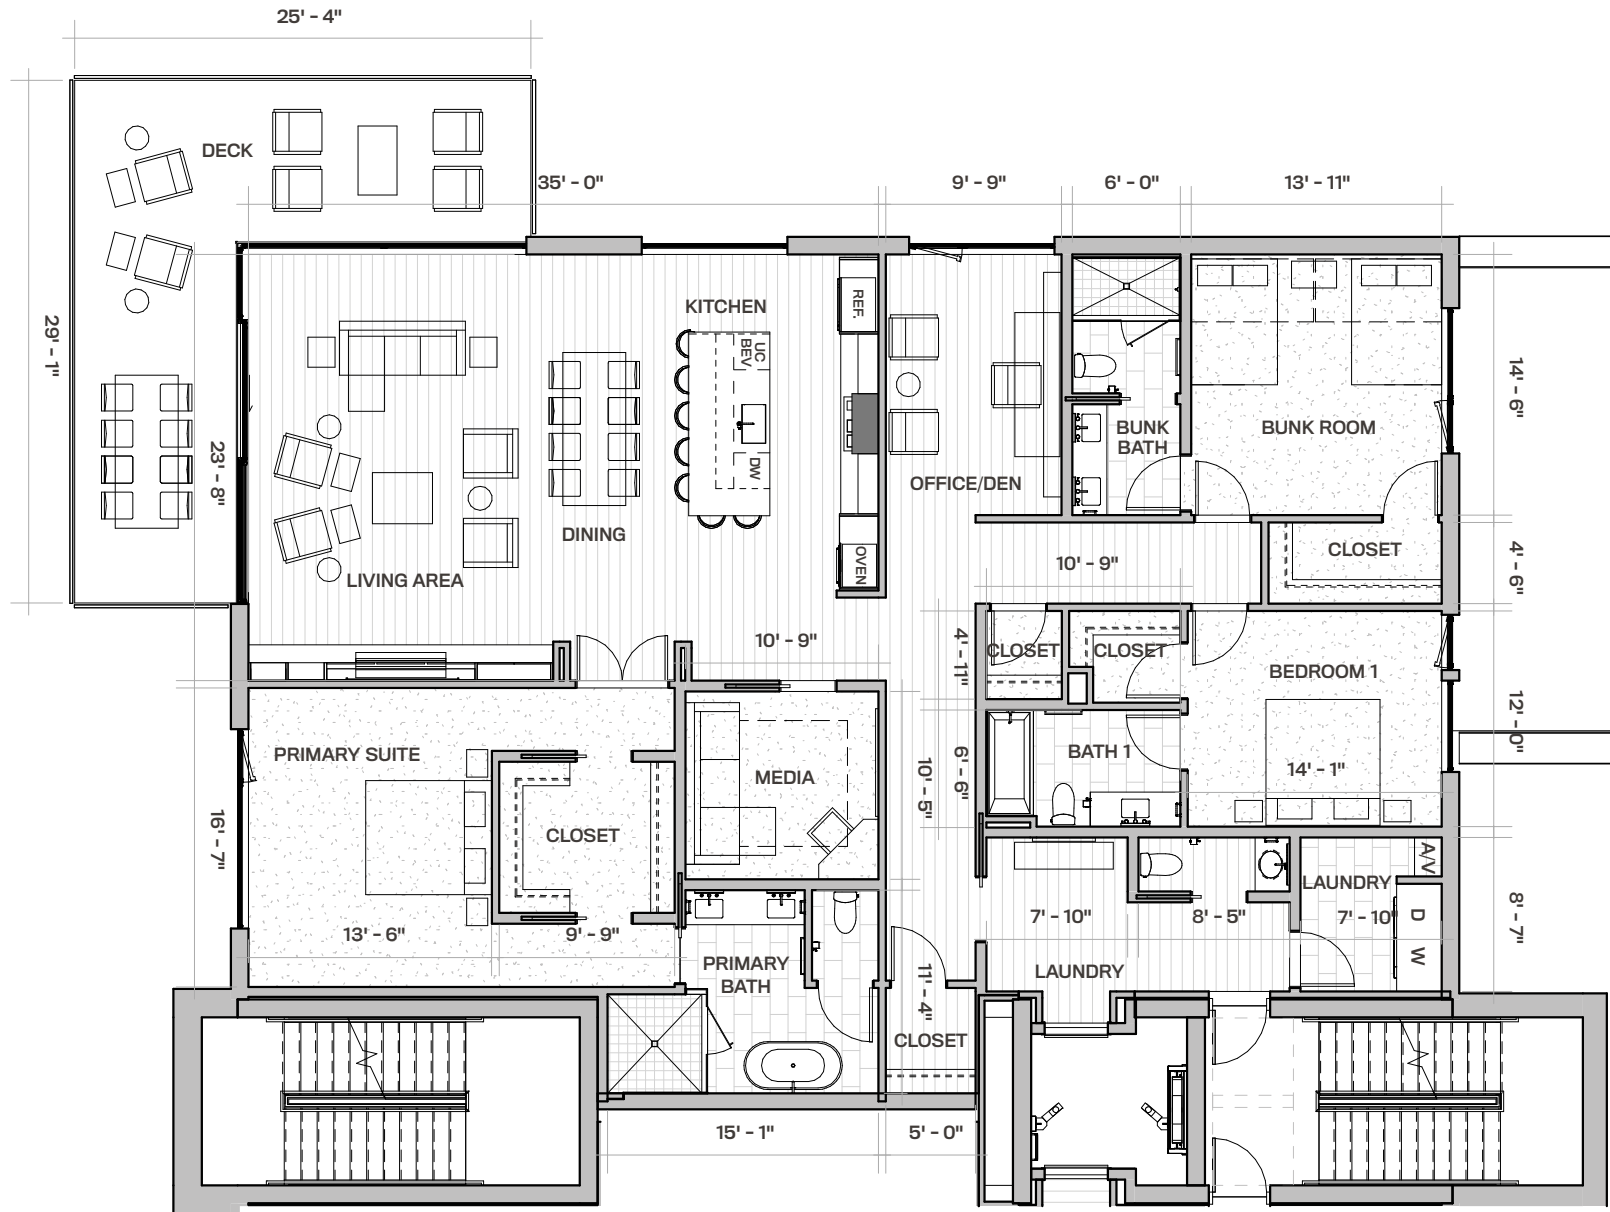 25' - 4"
DECK
35' - 0"
9' - 9"
6' - 0"
13' - 11"
29' - 1"
KITCHEN
REF.
UC
BEV
14' - 6"
23' - 8"
BUNK
BATH
BUNK ROOM
DW
OFFICE/DEN
DINING
LIVING AREA
OVEN
10' - 9"
CLOSET
4' - 6"
10' - 9"
4' - 11"
CLOSET
CLOSET
BEDROOM 1
12' - 0"
PRIMARY SUITE
MEDIA
BATH 1
14' - 1"
10' - 5"
6' - 6"
16' - 7"
CLOSET
A/V
LAUNDRY
13' - 6"
9' - 9"
7' - 10"
8' - 5"
7' - 10"
D
W
8' - 7"
PRIMARY
BATH
LAUNDRY
11' - 4"
CLOSET
15' - 1"
5' - 0"